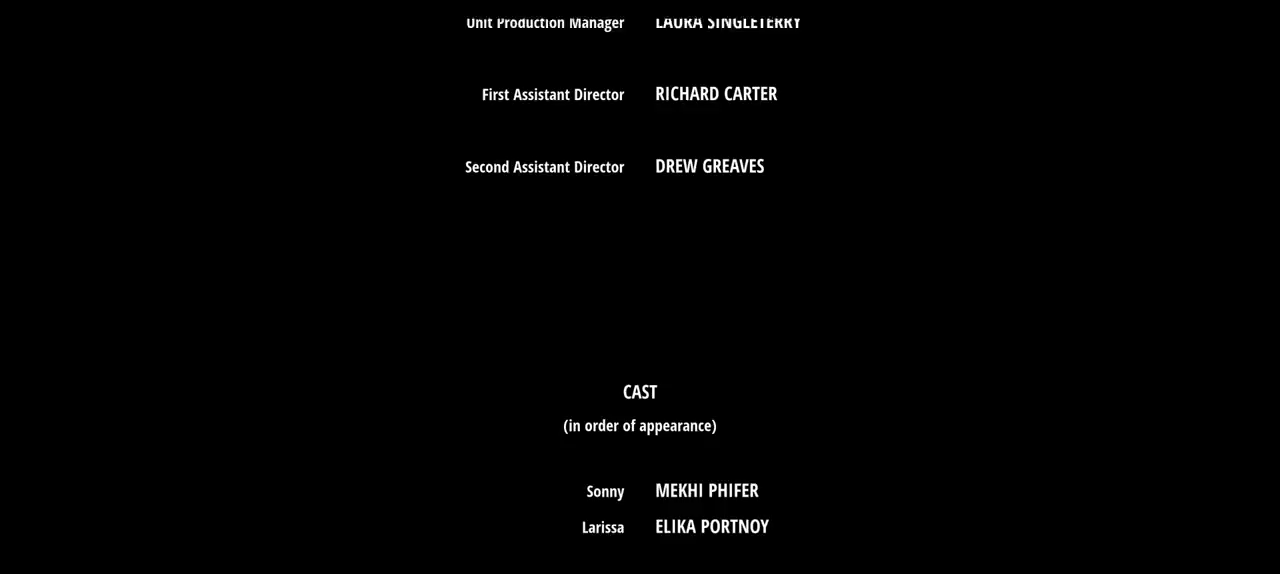 Unit Production Manager LAURA SINGLETERRY
First Assistant Director RICHARD CARTER
Second Assistant Director DREW GREAVES
CAST
(in order of appearance)
Sonny MEKHI PHIFER
Larissa ELIKA PORTNOY